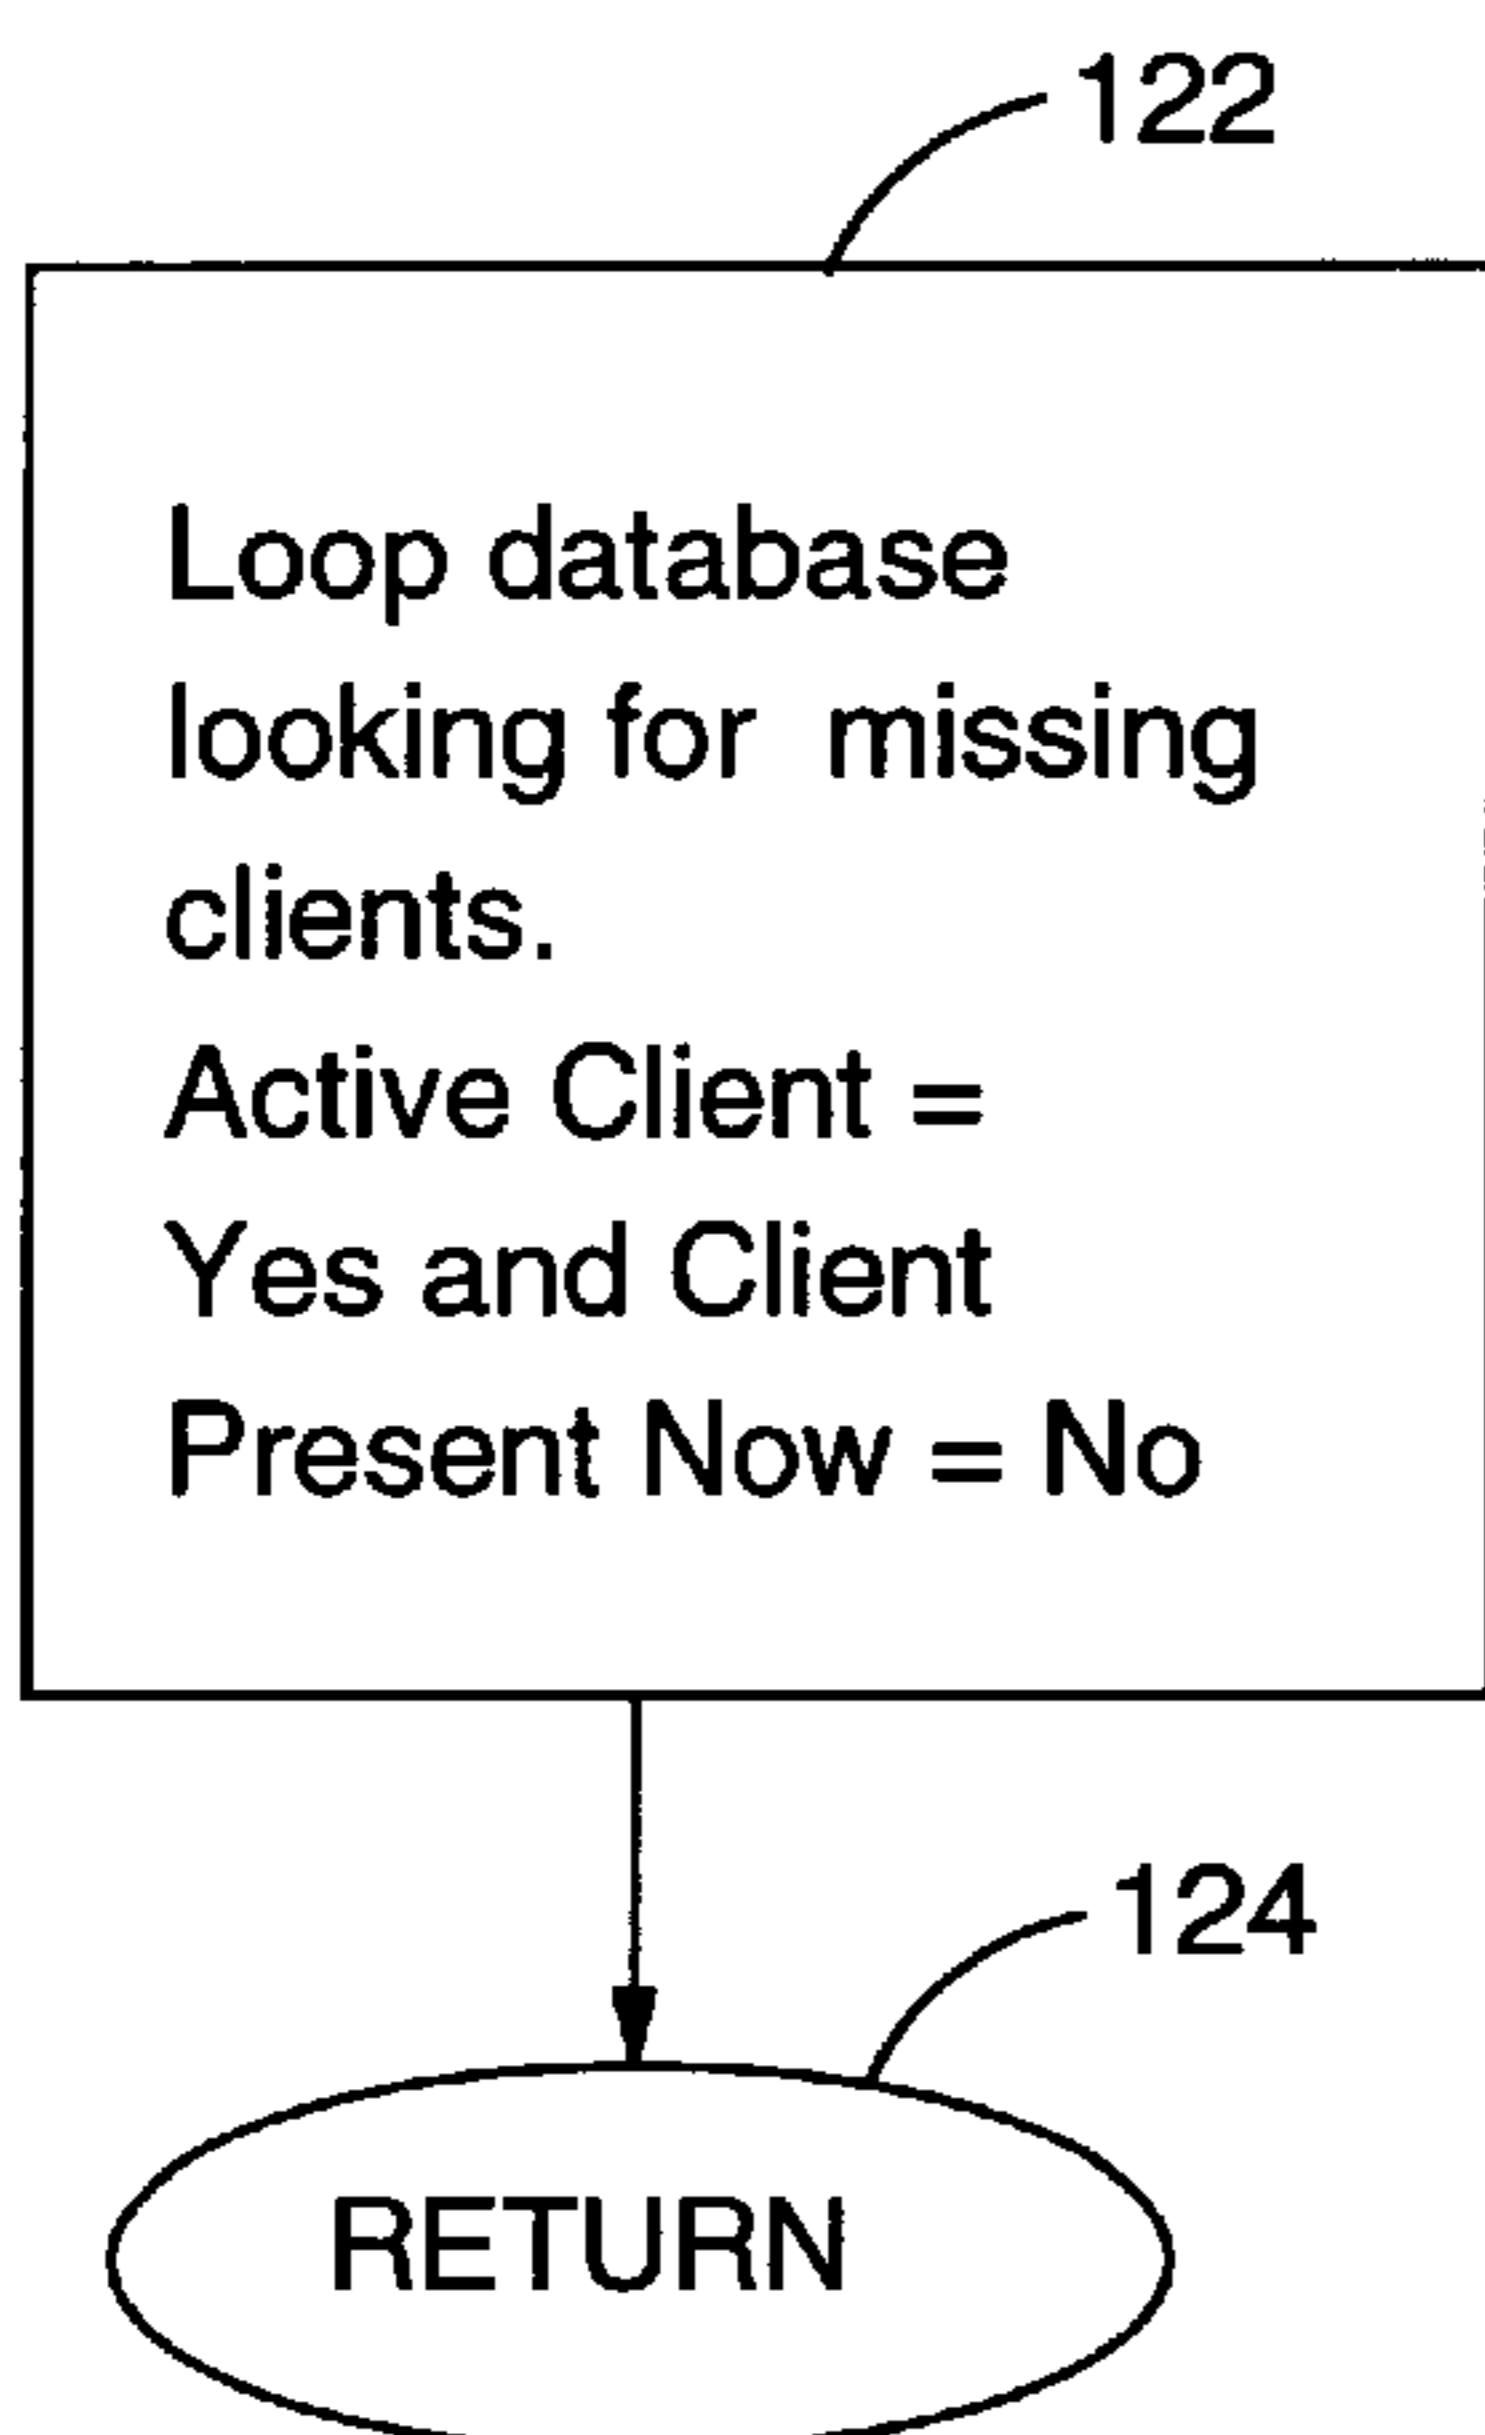 122
Loop database
looking for missing
clients.
Active Client =
Yes and Client
Present Now = No
124
RETURN